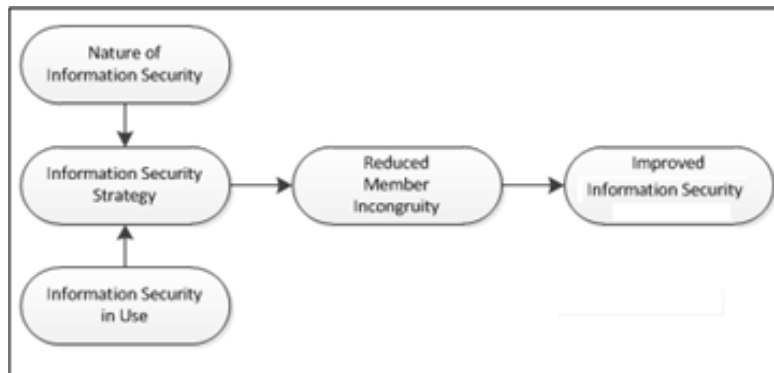 Nature of
Information Security
Information Security
Strategy
Reduced
Member
Incongruity
Improved
Information Security
Information Security
in Use